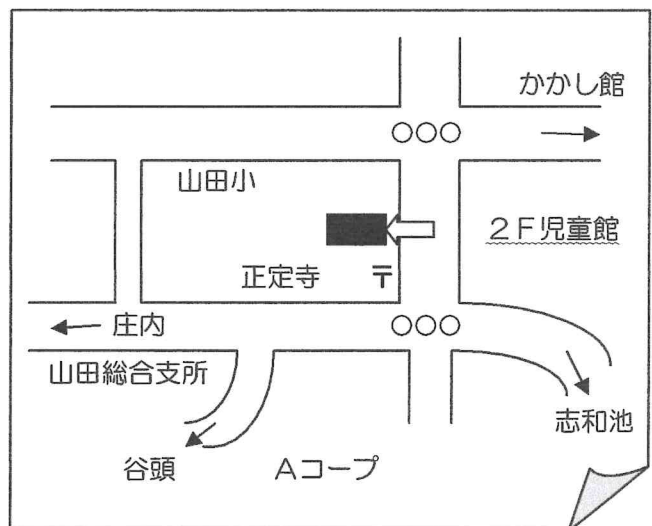 かかし館
山田小
２Ｆ児童館
正定寺
〒
庄内
山田総合支所
志和池
谷頭
Ａコープ